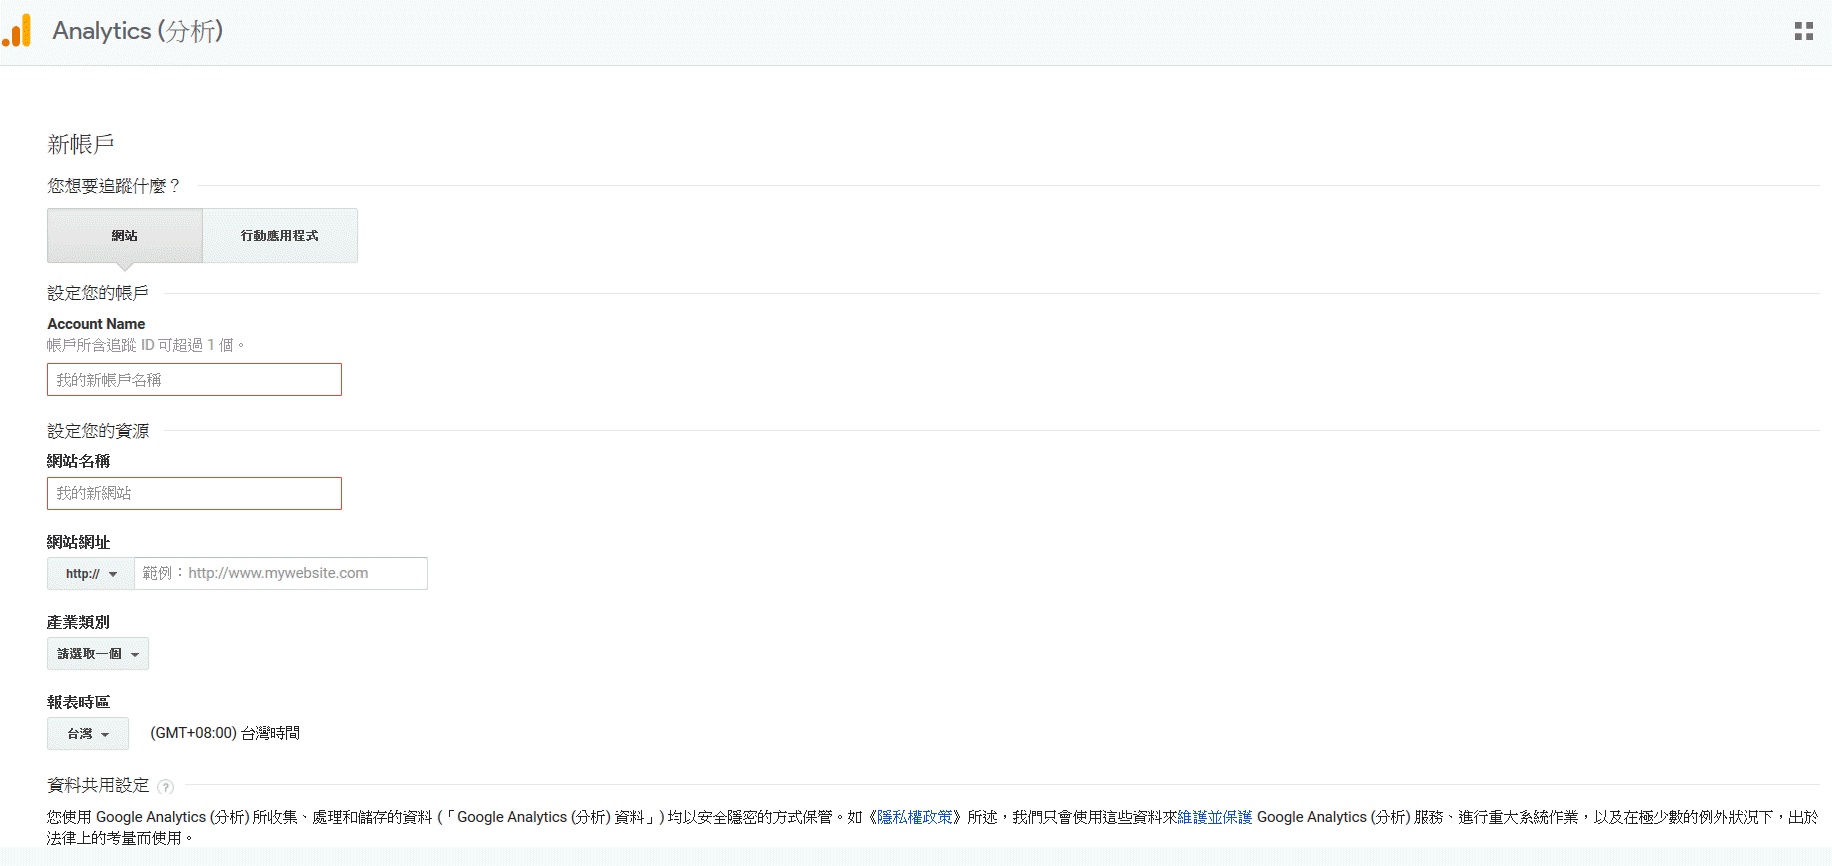 Analytics (分析)
新帳戶
您想要追蹤什麼？
網站
行動應用程式
設定您的帳戶
Account Name
帳戶所含追蹤 ID 可超過 1 個。
我的新帳戶名稱
設定您的資源
網站名稱
我的新網站
網站網址
http://
範例：http://www.mywebsite.com
產業類別
請選取一個
報表時區
台灣
(GMT+08:00) 台灣時間
資料共用設定 ?
您使用 Google Analytics (分析) 所收集、處理和儲存的資料 (「Google Analytics (分析) 資料」) 均以安全隱密的方式保管。如《隱私權政策》所述，我們只會使用這些資料來維護並保護 Google Analytics (分析) 服務、進行重大系統作業，以及在極少數的例外狀況下，出於
法律上的考量而使用。